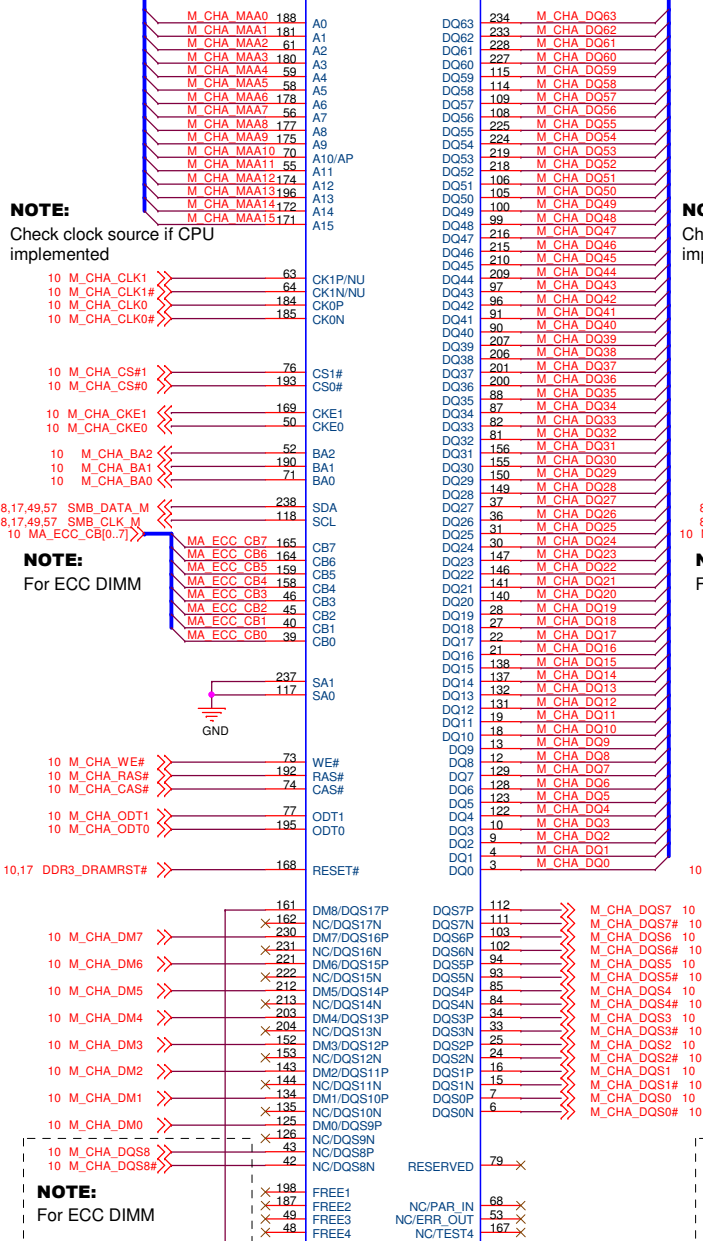 M_CHA_MAA0 188 A0 DQ63 234 M_CHA_DQ63
M_CHA_MAA1 181 A1 DQ62 233 M_CHA_DQ62
M_CHA_MAA2 61 A2 DQ61 228 M_CHA_DQ61
M_CHA_MAA3 180 A3 DQ60 227 M_CHA_DQ60
M_CHA_MAA4 59 A4 DQ59 115 M_CHA_DQ59
M_CHA_MAA5 58 A5 DQ58 114 M_CHA_DQ58
M_CHA_MAA6 178 A6 DQ57 109 M_CHA_DQ57
M_CHA_MAA7 56 A7 DQ56 108 M_CHA_DQ56
M_CHA_MAA8 177 A8 DQ55 225 M_CHA_DQ55
M_CHA_MAA9 175 A9 DQ54 224 M_CHA_DQ54
M_CHA_MAA10 70 A10/AP DQ53 219 M_CHA_DQ53
M_CHA_MAA11 55 A11 DQ52 218 M_CHA_DQ52
M_CHA_MAA12 174 A12 DQ51 106 M_CHA_DQ51
M_CHA_MAA13 196 A13 DQ50 105 M_CHA_DQ50
M_CHA_MAA14 172 A14 DQ49 100 M_CHA_DQ49
M_CHA_MAA15 171 A15 DQ48 99 M_CHA_DQ48
NOTE:
Check clock source if CPU
implemented
DQ47 216 M_CHA_DQ47
DQ46 215 M_CHA_DQ46
DQ45 210 M_CHA_DQ45
10 M_CHA_CLK1 63 CK1P/NU DQ44 209 M_CHA_DQ44
10 M_CHA_CLK1# 64 CK1N/NU DQ43 97 M_CHA_DQ43
10 M_CHA_CLK0 184 CK0P DQ42 96 M_CHA_DQ42
10 M_CHA_CLK0# 185 CK0N DQ41 91 M_CHA_DQ41
DQ40 90 M_CHA_DQ40
DQ39 207 M_CHA_DQ39
DQ38 206 M_CHA_DQ38
10 M_CHA_CS#1 76 CS1# DQ37 201 M_CHA_DQ37
10 M_CHA_CS#0 193 CS0# DQ36 200 M_CHA_DQ36
DQ35 88 M_CHA_DQ35
10 M_CHA_CKE1 169 CKE1 DQ34 87 M_CHA_DQ34
10 M_CHA_CKE0 50 CKE0 DQ33 82 M_CHA_DQ33
DQ32 81 M_CHA_DQ32
10 M_CHA_BA2 52 BA2 DQ31 156 M_CHA_DQ31
10 M_CHA_BA1 190 BA1 DQ30 155 M_CHA_DQ30
10 M_CHA_BA0 71 BA0 DQ29 150 M_CHA_DQ29
DQ28 149 M_CHA_DQ28
8,17,49,57 SMB_DATA_M 238 SDA DQ27 37 M_CHA_DQ27
8,17,49,57 SMB_CLK_M 118 SCL DQ26 36 M_CHA_DQ26
10 MA_ECC_CB[0..7] DQ25 31 M_CHA_DQ25
MA_ECC_CB7 165 CB7 DQ24 30 M_CHA_DQ24
MA_ECC_CB6 164 CB6 DQ23 147 M_CHA_DQ23
MA_ECC_CB5 159 CB5 DQ22 146 M_CHA_DQ22
MA_ECC_CB4 158 CB4 DQ21 141 M_CHA_DQ21
MA_ECC_CB3 46 CB3 DQ20 140 M_CHA_DQ20
MA_ECC_CB2 45 CB2 DQ19 28 M_CHA_DQ19
MA_ECC_CB1 40 CB1 DQ18 27 M_CHA_DQ18
MA_ECC_CB0 39 CB0 DQ17 22 M_CHA_DQ17
NOTE:
For ECC DIMM
DQ16 21 M_CHA_DQ16
DQ15 138 M_CHA_DQ15
237 SA1 DQ14 137 M_CHA_DQ14
117 SA0 DQ13 132 M_CHA_DQ13
DQ12 131 M_CHA_DQ12
GND DQ11 19 M_CHA_DQ11
DQ10 18 M_CHA_DQ10
DQ9 13 M_CHA_DQ9
10 M_CHA_WE# 73 WE# DQ8 12 M_CHA_DQ8
10 M_CHA_RAS# 192 RAS# DQ7 129 M_CHA_DQ7
10 M_CHA_CAS# 74 CAS# DQ6 128 M_CHA_DQ6
DQ5 123 M_CHA_DQ5
10 M_CHA_ODT1 77 ODT1 DQ4 122 M_CHA_DQ4
10 M_CHA_ODT0 195 ODT0 DQ3 10 M_CHA_DQ3
DQ2 9 M_CHA_DQ2
DQ1 4 M_CHA_DQ1
10,17 DDR3_DRAMRST# 168 RESET# DQ0 3 M_CHA_DQ0
10
161 DM8/DQS17P DQS7P 112 M_CHA_DQS7 10
162 NC/DQS17N DQS7N 111 M_CHA_DQS7# 10
10 M_CHA_DM7 230 DM7/DQS16P DQS6P 103 M_CHA_DQS6 10
231 NC/DQS16N DQS6N 102 M_CHA_DQS6# 10
10 M_CHA_DM6 221 DM6/DQS15P DQS5P 94 M_CHA_DQS5 10
222 NC/DQS15N DQS5N 93 M_CHA_DQS5# 10
10 M_CHA_DM5 212 DM5/DQS14P DQS4P 85 M_CHA_DQS4 10
213 NC/DQS14N DQS4N 84 M_CHA_DQS4# 10
10 M_CHA_DM4 203 DM4/DQS13P DQS3P 34 M_CHA_DQS3 10
204 NC/DQS13N DQS3N 33 M_CHA_DQS3# 10
10 M_CHA_DM3 152 DM3/DQS12P DQS2P 25 M_CHA_DQS2 10
153 NC/DQS12N DQS2N 24 M_CHA_DQS2# 10
10 M_CHA_DM2 143 DM2/DQS11P DQS1P 16 M_CHA_DQS1 10
144 NC/DQS11N DQS1N 15 M_CHA_DQS1# 10
10 M_CHA_DM1 134 DM1/DQS10P DQS0P 7 M_CHA_DQS0 10
135 NC/DQS10N DQS0N 6 M_CHA_DQS0# 10
10 M_CHA_DM0 125 DM0/DQS9P
126 NC/DQS9N
10 M_CHA_DQS8 43 NC/DQS8P
10 M_CHA_DQS8# 42 NC/DQS8N RESERVED 79
NOTE:
For ECC DIMM
198 FREE1
187 FREE2 NC/PAR_IN 68
49 FREE3 NC/ERR_OUT 53
48 FREE4 NC/TEST4 167